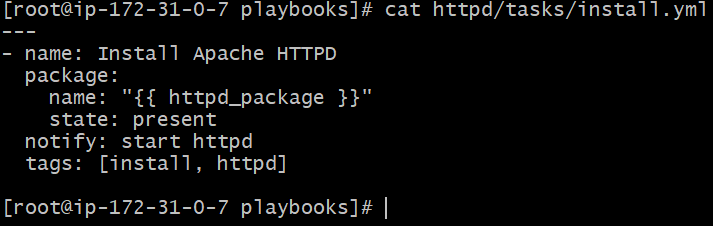 [root@ip-172-31-0-7 playbooks]# cat httpd/tasks/install.yml
---
- name: Install Apache HTTPD
  package:
    name: "{{ httpd_package }}"
    state: present
  notify: start httpd
  tags: [install, httpd]

[root@ip-172-31-0-7 playbooks]#